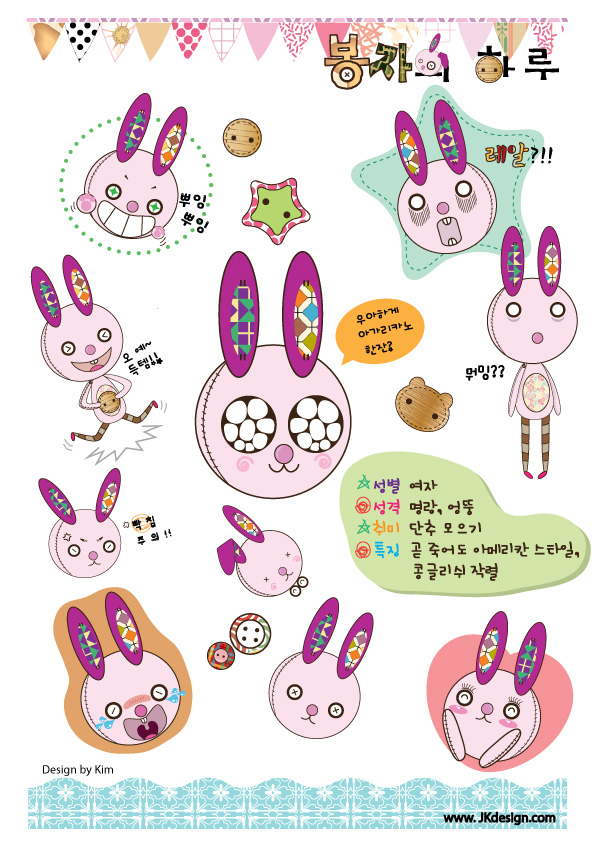 봉자의 하루
뿌잉
뿌잉
레알?!!
오 예~
득템!!
우아하게
아가리카노
한잔?
뭐밍??
성별 여자
성격 명랑, 엉뚱
취미 단추 모으기
특징 곧 죽어도 아메리칸 스타일,
콩글리쉬 작렬
빡침
주의!!
Design by Kim
www.JKdesign.com